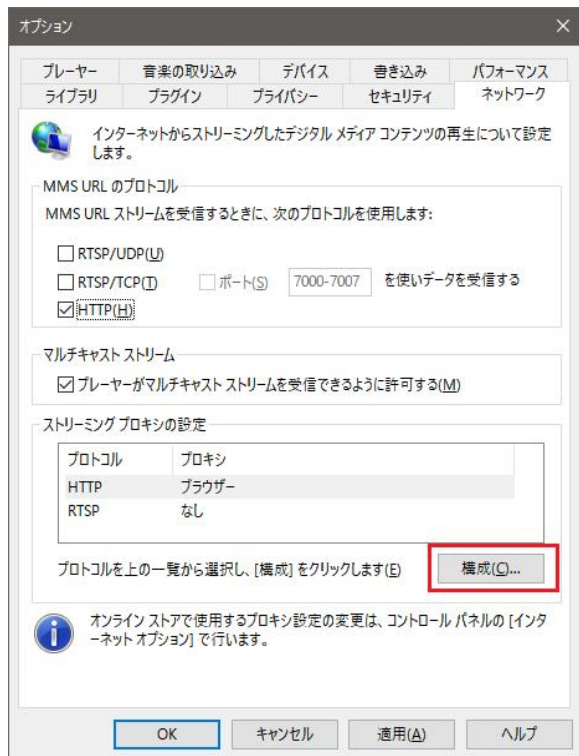 オプション
プレーヤー 音楽の取り込み デバイス 書き込み パフォーマンス
ライブラリ プラグイン プライバシー セキュリティ ネットワーク
インターネットからストリーミングしたデジタル メディア コンテンツの再生について設定
します。
MMS URL のプロトコル
MMS URL ストリームを受信するときに、次のプロトコルを使用します:
RTSP/UDP(U)
RTSP/TCP(T) ポート(S) 7000-7007 を使いデータを受信する
HTTP(H)
マルチキャスト ストリーム
プレーヤーがマルチキャスト ストリームを受信できるように許可する(M)
ストリーミング プロキシの設定
プロトコル プロキシ
HTTP ブラウザー
RTSP なし
プロトコルを上の一覧から選択し、[構成] をクリックします(E) 構成(C)...
オンライン ストアで使用するプロキシ設定の変更は、コントロール パネルの [インタ
ーネット オプション] で行います。
OK キャンセル 適用(A) ヘルプ